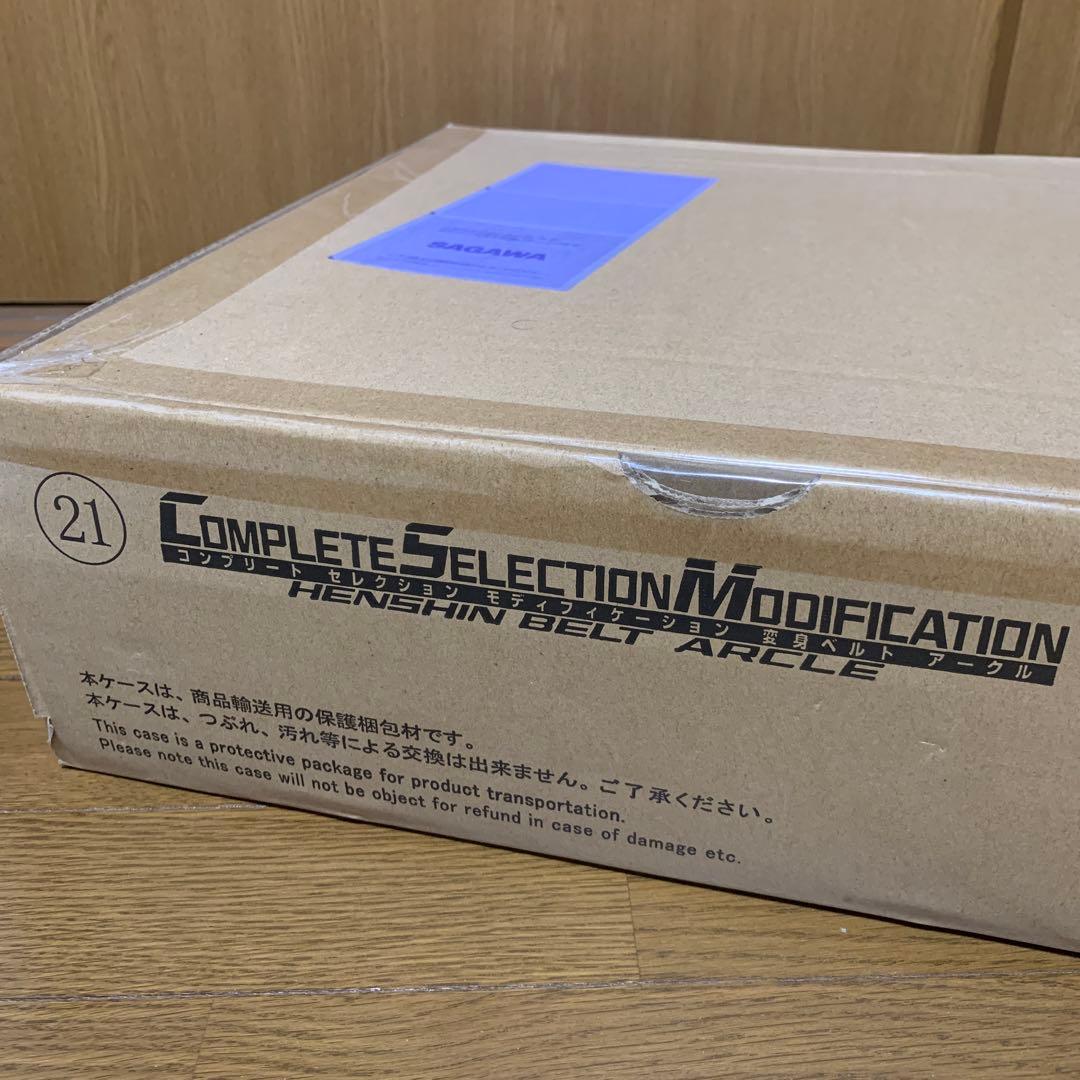 SAGAWA
21
COMPLETE SELECTION MODIFICATION
コンプリート セレクション モディフィケーション 変身ベルト アークル
HENSHIN BELT ARCLE
本ケースは、商品輸送用の保護梱包材です。
本ケースは、つぶれ、汚れ等による交換は出来ません。ご了承ください。
This case is a protective package for product transportation.
Please note this case will not be object for refund in case of damage etc.